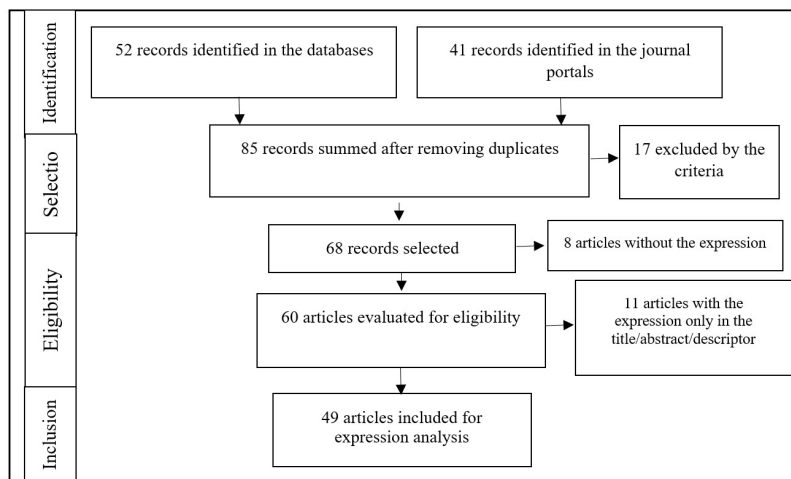 Identification
52 records identified in the databases
41 records identified in the journal
portals
Selectio
85 records summed after removing duplicates
17 excluded by the
criteria
Eligibility
68 records selected
8 articles without the expression
60 articles evaluated for eligibility
11 articles with the
expression only in the
title/abstract/descriptor
Inclusion
49 articles included for
expression analysis